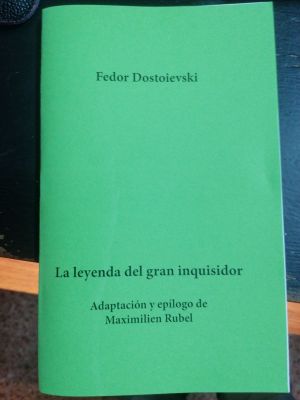 Fedor Dostoievski
La leyenda del gran inquisidor
Adaptación y epílogo de
Maximilien Rubel